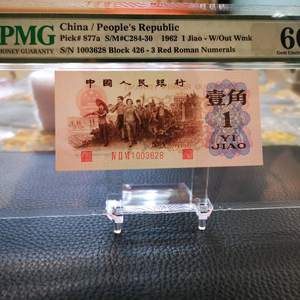 PMG
China / People's Republic
Pick# 877a S/M#C284-30 1962 1 Jiao - W/Out Wmk
S/N 1003628 Block 426 - 3 Red Roman Numerals
MONEY GUARANTY
中国人民银行
壹角
1
YI
JIAO
1003628